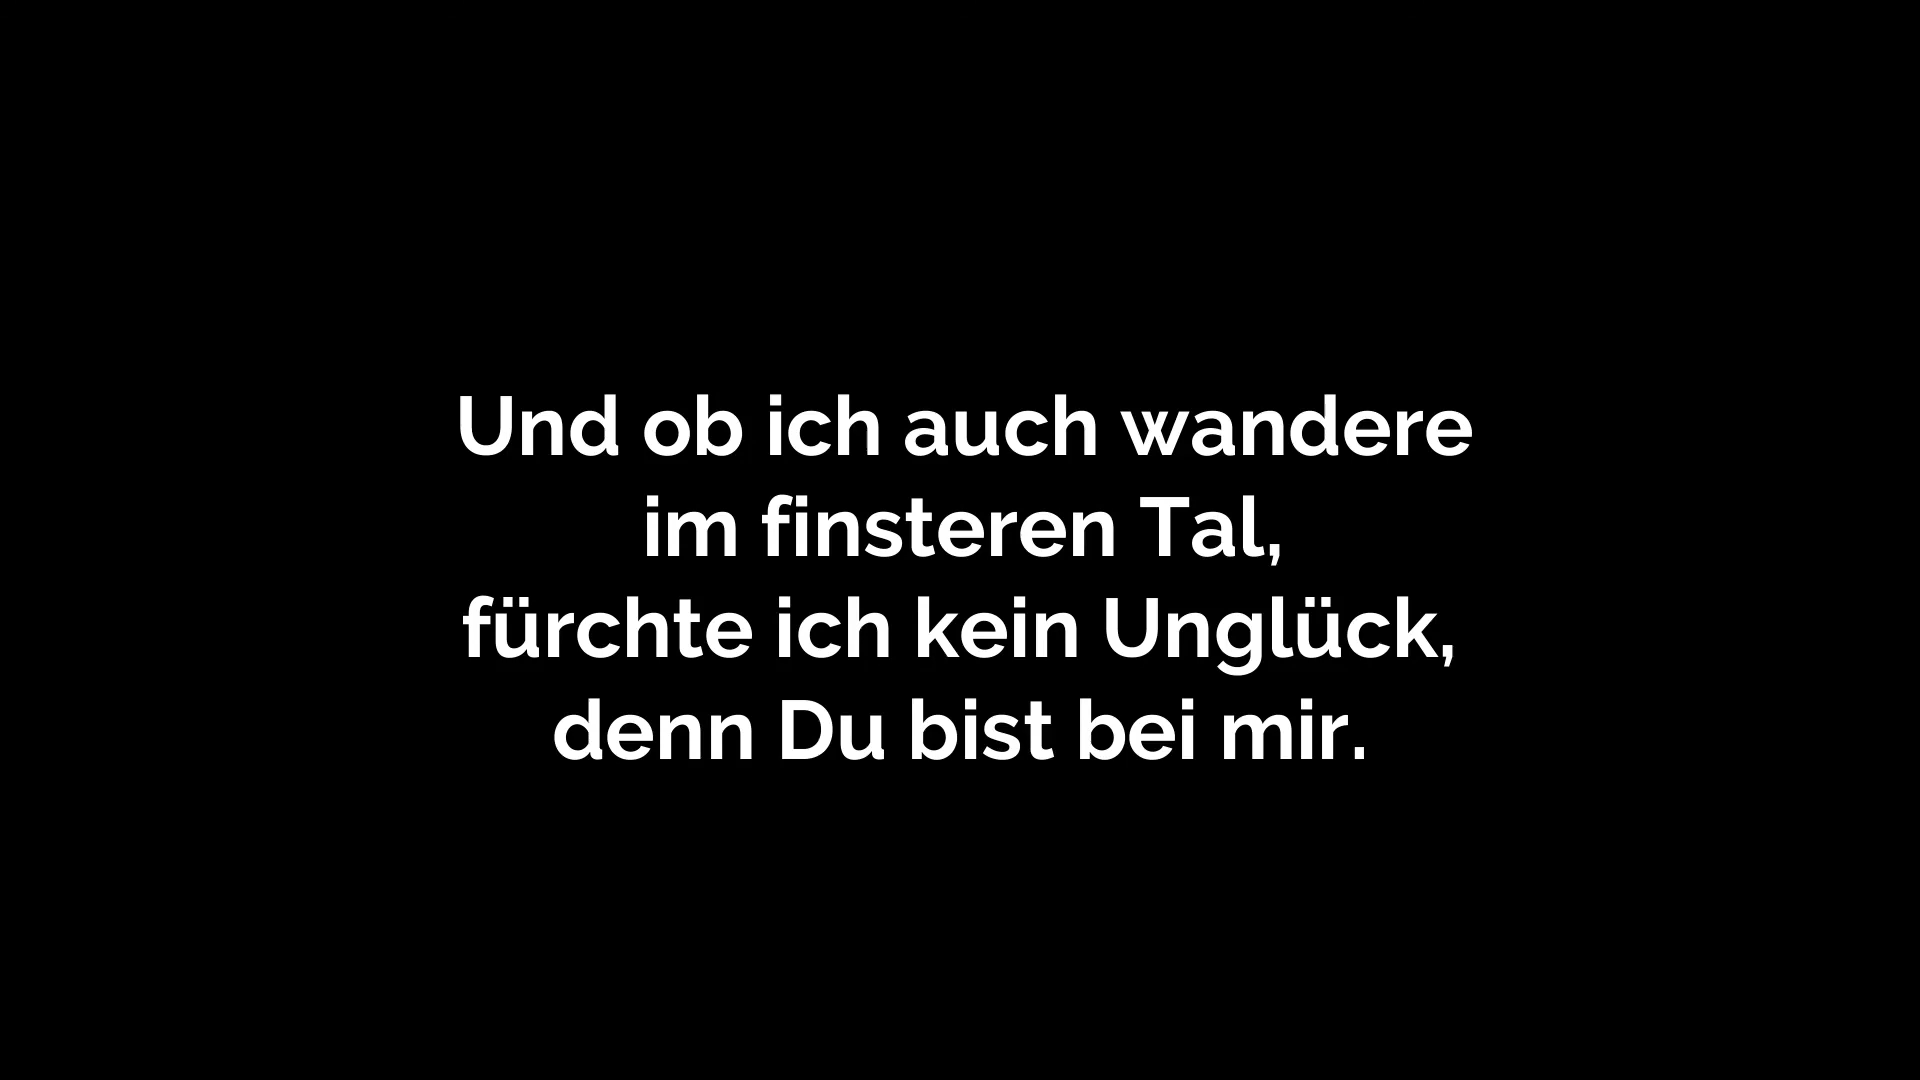 Und ob ich auch wandere
im finsteren Tal,
fürchte ich kein Unglück,
denn Du bist bei mir.